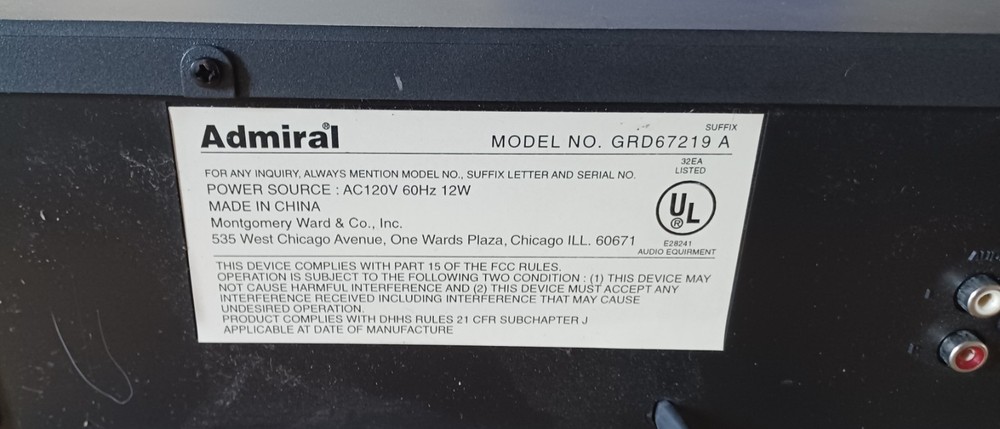 Admiral®
SUFFIX
MODEL NO. GRD67219 A
FOR ANY INQUIRY, ALWAYS MENTION MODEL NO., SUFFIX LETTER AND SERIAL NO.
POWER SOURCE : AC120V 60Hz 12W
MADE IN CHINA
Montgomery Ward & Co., Inc.
535 West Chicago Avenue, One Wards Plaza, Chicago ILL. 60671
32EA
LISTED
UL®
E28241
AUDIO EQUIRMENT
THIS DEVICE COMPLIES WITH PART 15 OF THE FCC RULES.
OPERATION IS SUBJECT TO THE FOLLOWING TWO CONDITION : (1) THIS DEVICE MAY
NOT CAUSE HARMFUL INTERFERENCE AND (2) THIS DEVICE MUST ACCEPT ANY
INTERFERENCE RECEIVED INCLUDING INTERFERENCE THAT MAY CAUSE
UNDESIRED OPERATION.
PRODUCT COMPLIES WITH DHHS RULES 21 CFR SUBCHAPTER J
APPLICABLE AT DATE OF MANUFACTURE